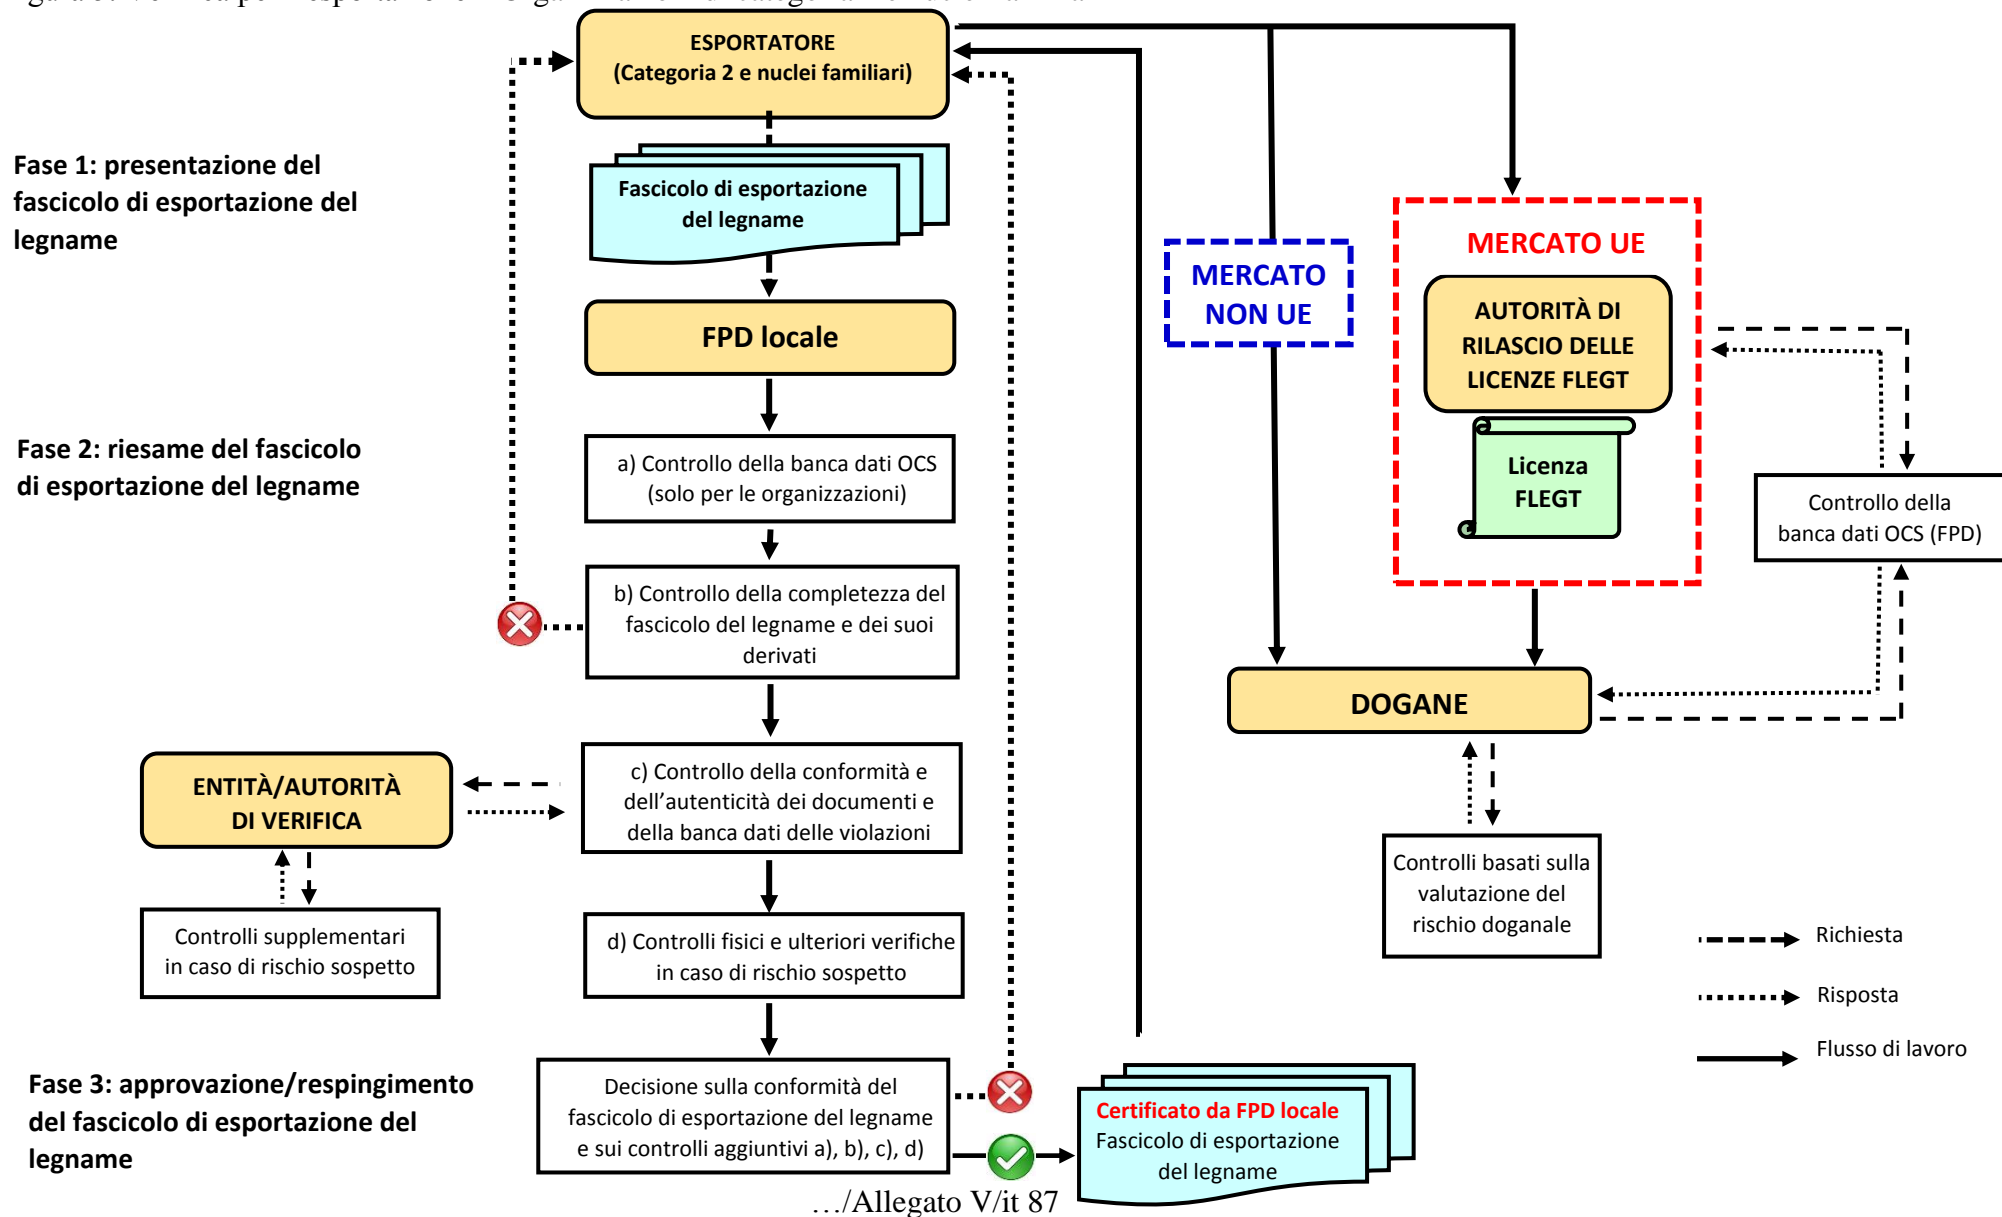 ESPORTATORE
(Categoria 2 e nuclei familiari)
Fase 1: presentazione del
fascicolo di esportazione del
legname
Fascicolo di esportazione
del legname
MERCATO
NON UE
MERCATO UE
AUTORITÀ DI
RILASCIO DELLE
LICENZE FLEGT
Licenza
FLEGT
FPD locale
Fase 2: riesame del fascicolo
di esportazione del legname
a) Controllo della banca dati OCS
(solo per le organizzazioni)
Controllo della
banca dati OCS (FPD)
b) Controllo della completezza del
fascicolo del legname e dei suoi
derivati
DOGANE
ENTITÀ/AUTORITÀ
DI VERIFICA
c) Controllo della conformità e
dell’autenticità dei documenti e
della banca dati delle violazioni
Controlli basati sulla
valutazione del
rischio doganale
Controlli supplementari
in caso di rischio sospetto
d) Controlli fisici e ulteriori verifiche
in caso di rischio sospetto
Richiesta
Risposta
Flusso di lavoro
Fase 3: approvazione/respingimento
del fascicolo di esportazione del
legname
Decisione sulla conformità del
fascicolo di esportazione del legname
e sui controlli aggiuntivi a), b), c), d)
Certificato da FPD locale
Fascicolo di esportazione
del legname
…/Allegato V/it 87